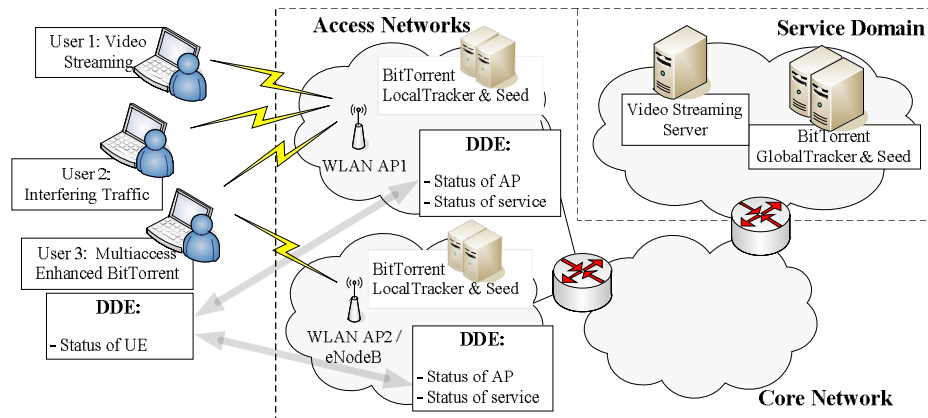 User 1: Video
Streaming
User 2:
Interfering Traffic
User 3: Multiaccess
Enhanced BitTorrent
DDE:
- Status of UE
Access Networks
BitTorrent
LocalTracker & Seed
WLAN AP1
DDE:
- Status of AP
- Status of service
BitTorrent
LocalTracker & Seed
WLAN AP2 /
eNodeB
DDE:
- Status of AP
- Status of service
Service Domain
Video Streaming
Server
BitTorrent
GlobalTracker & Seed
Core Network